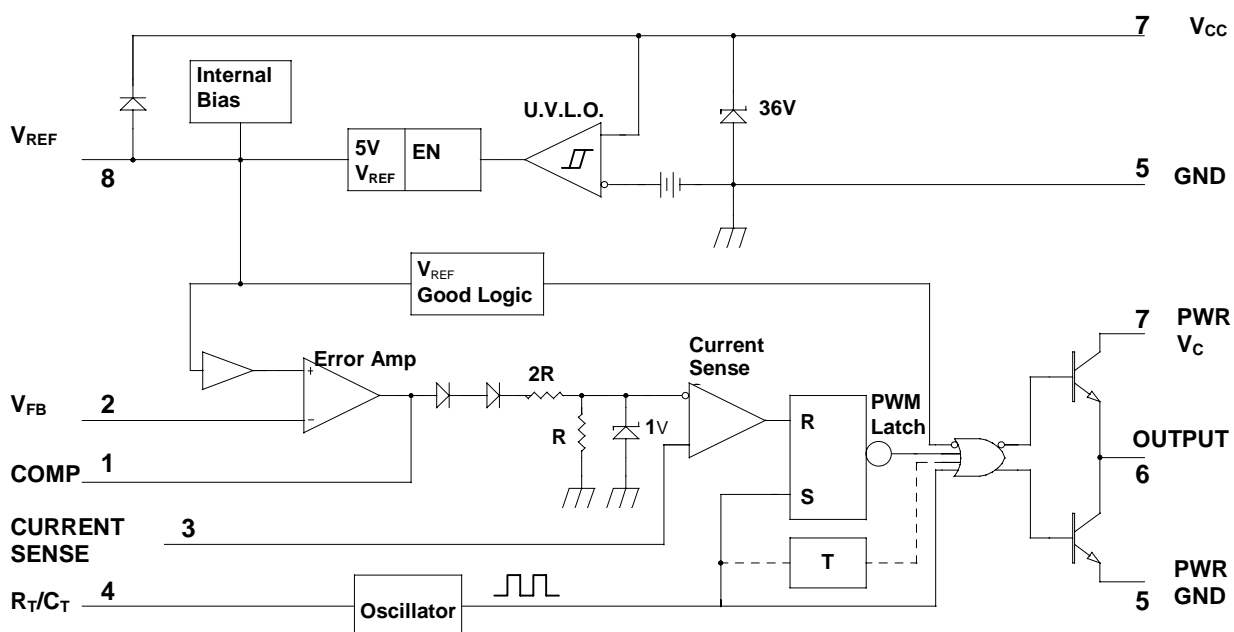 7 VCC
Internal
Bias
U.V.L.O.
36V
VREF
8
5V
VREF
EN
5 GND
VREF
Good Logic
7 PWR
VC
Error Amp
Current
Sense
2R
VFB 2
R
1V
R
PWM
Latch
OUTPUT
6
COMP 1
S
CURRENT
SENSE
3
T
PWR
GND
5
RT/CT 4
Oscillator